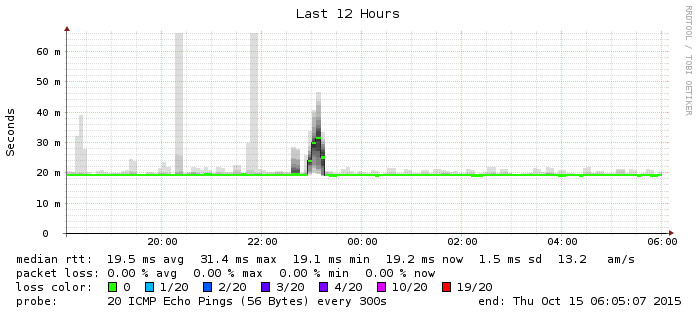 Last 12 Hours
RRDTOOL / TOBI OETIKER
Seconds
60 m
50 m
40 m
30 m
20 m
10 m
0
20:00 22:00 00:00 02:00 04:00 06:00
median rtt: 19.5 ms avg 31.4 ms max 19.1 ms min 19.2 ms now 1.5 ms sd 13.2 am/s
packet loss: 0.00 % avg 0.00 % max 0.00 % min 0.00 % now
loss color: 0 1/20 2/20 3/20 4/20 10/20 19/20
probe: 20 ICMP Echo Pings (56 Bytes) every 300s end: Thu Oct 15 06:05:07 2015